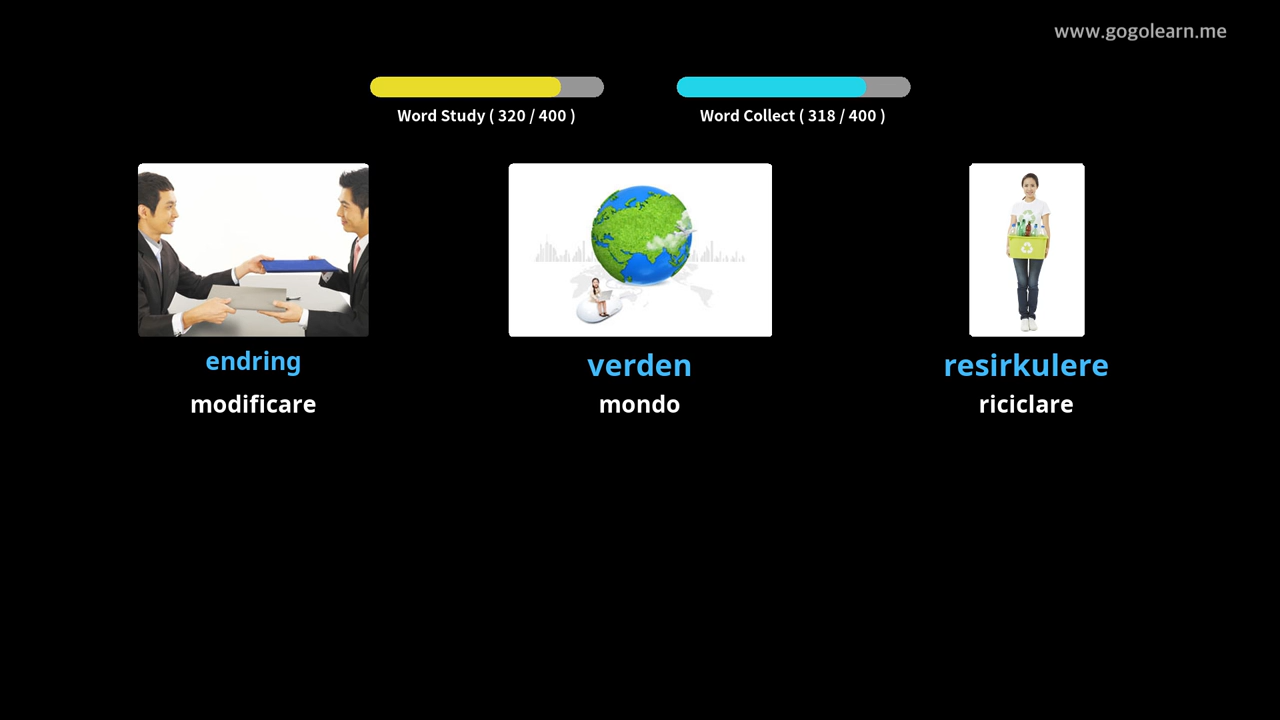 www.gogolearn.me
Word Study ( 320 / 400 )
Word Collect ( 318 / 400 )
endring
verden
resirkulere
modificare
mondo
riciclare